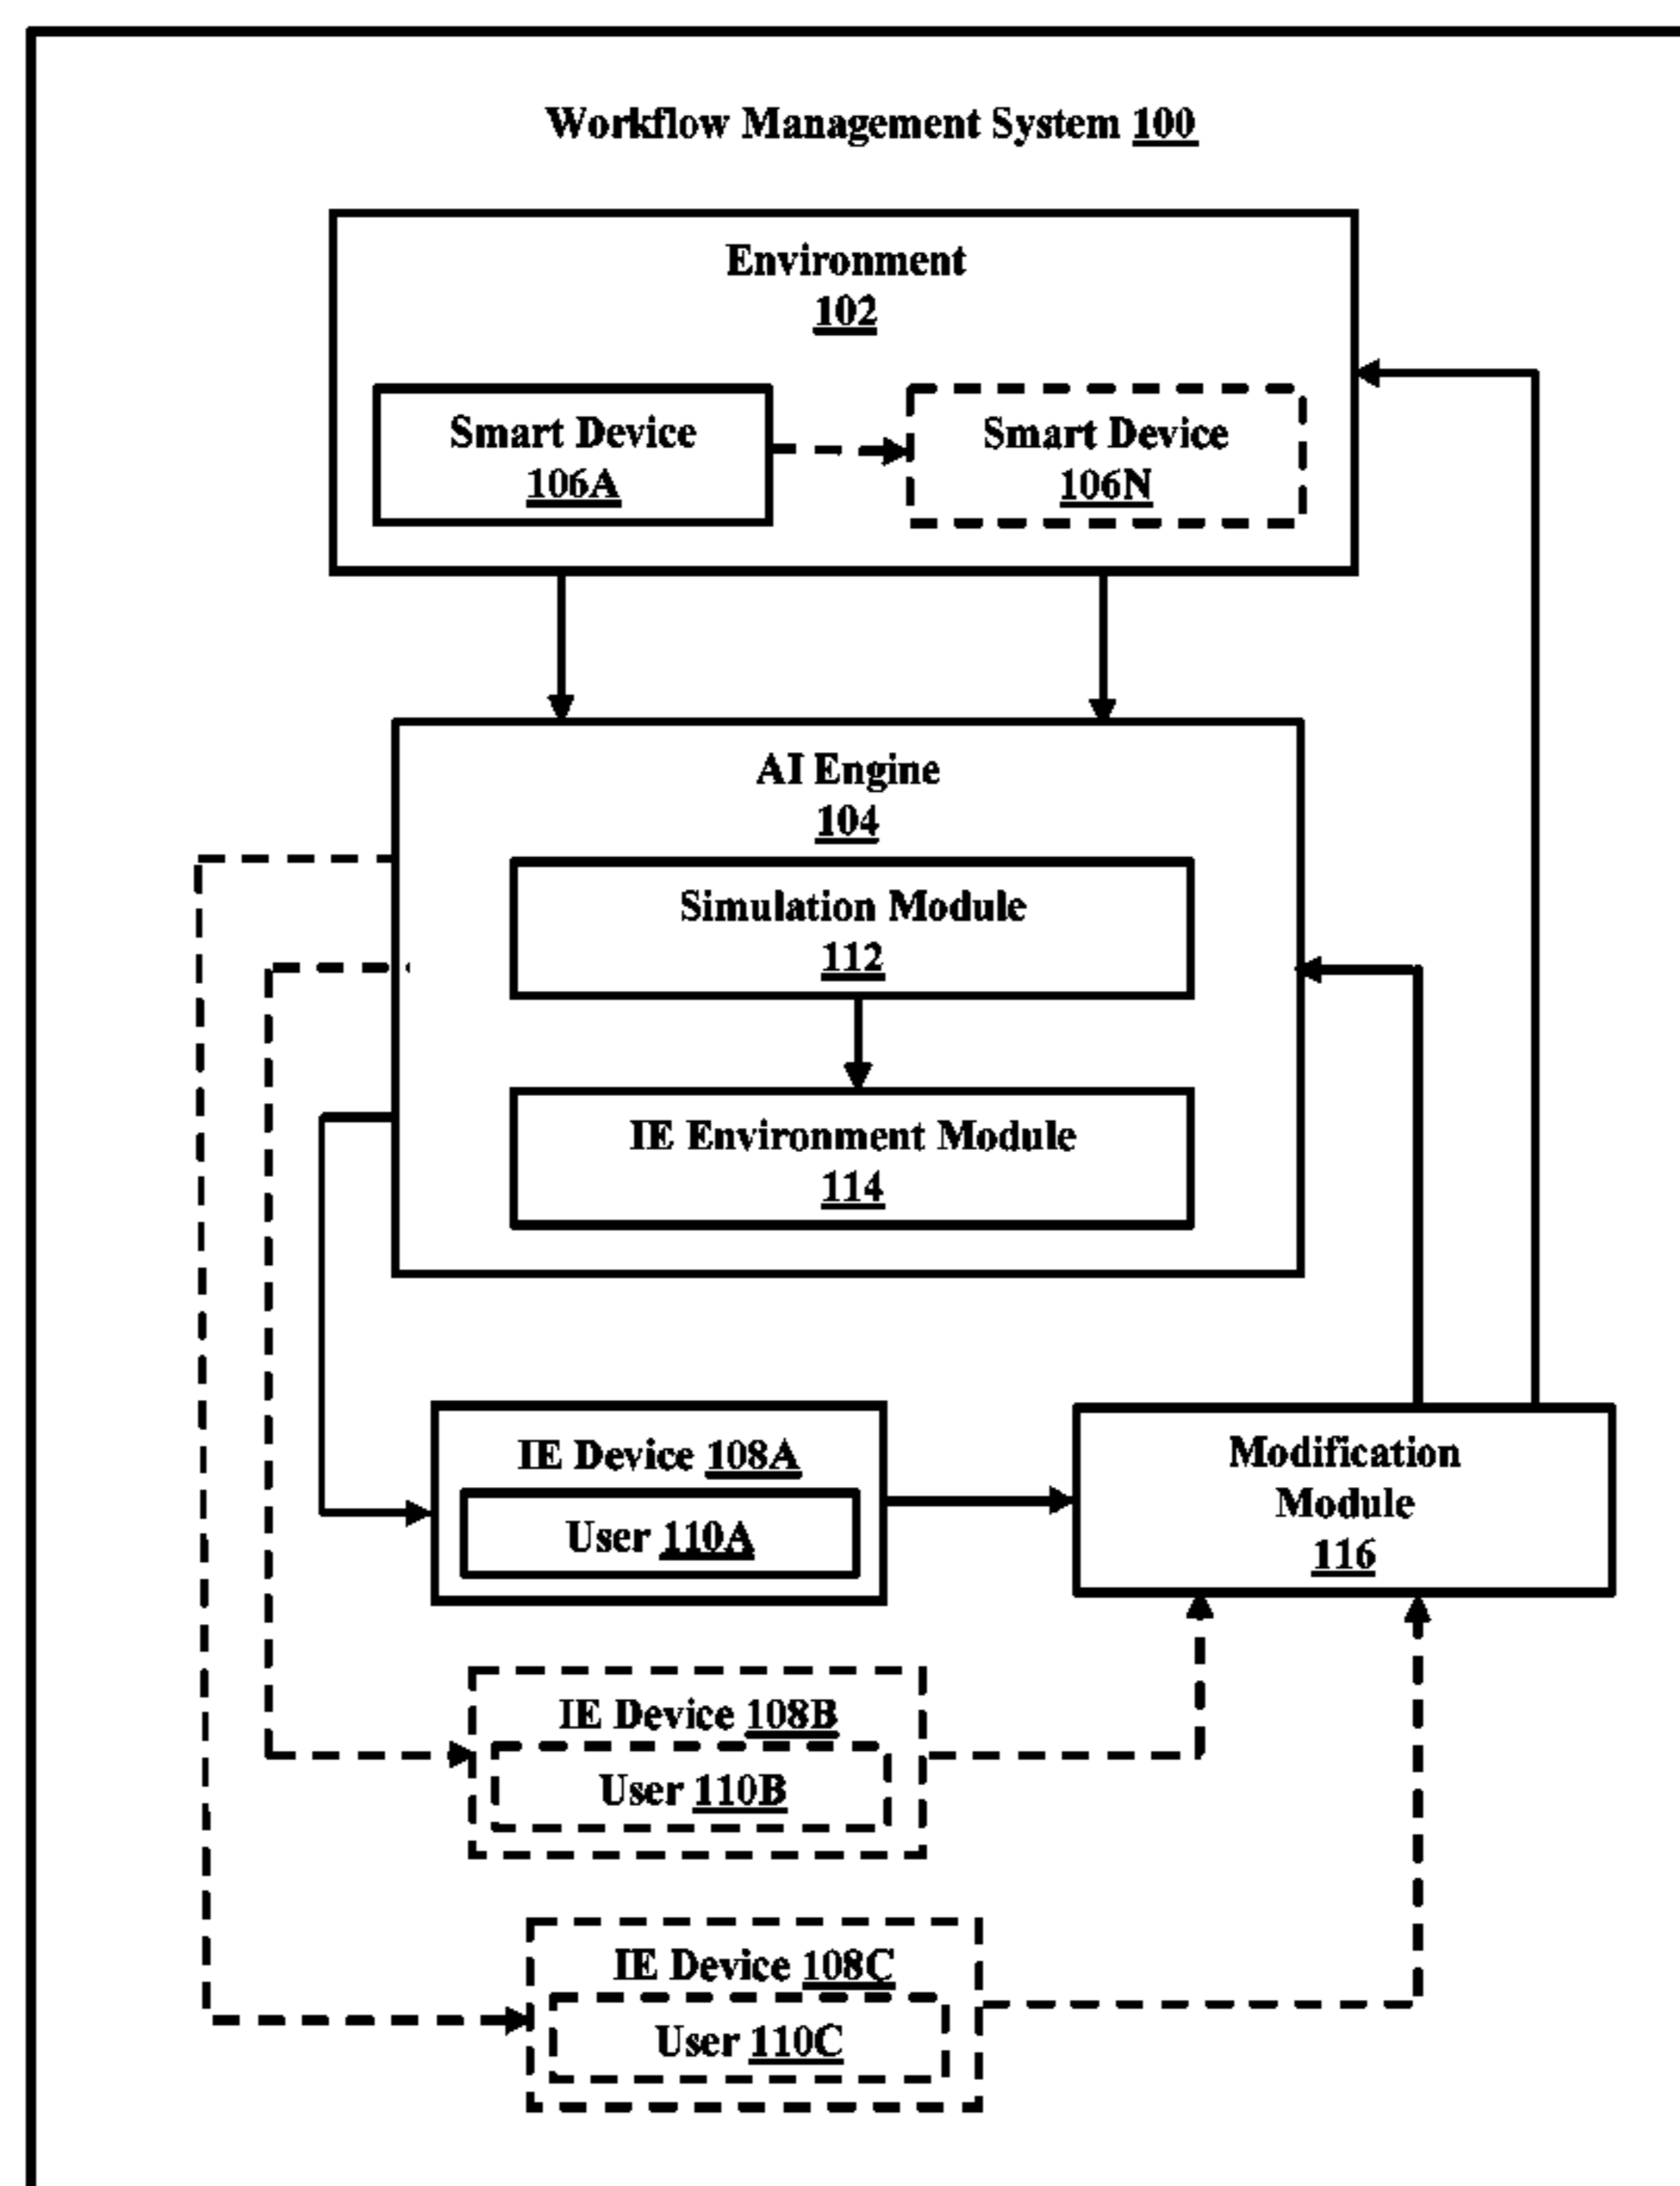 Workflow Management System 100
Environment
102
Smart Device
106A
Smart Device
106N
AI Engine
104
Simulation Module
112
IE Environment Module
114
IE Device 108A
User 110A
Modification
Module
116
IE Device 108B
User 110B
IE Device 108C
User 110C